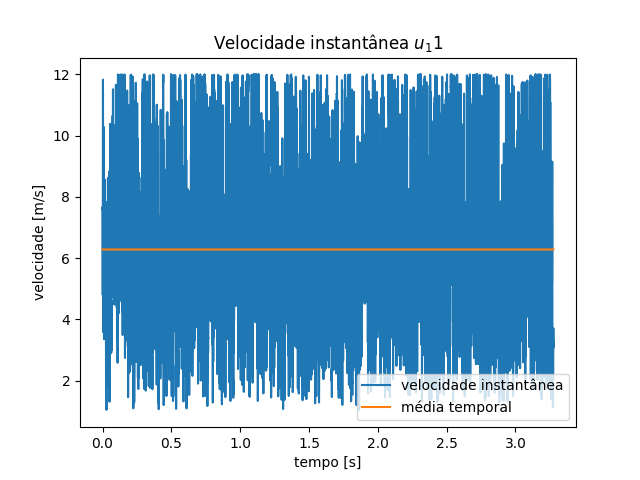 Velocidade instantânea u₁1
12
10
8
6
4
2
velocidade [m/s]
velocidade instantânea
média temporal
0.0 0.5 1.0 1.5 2.0 2.5 3.0
tempo [s]